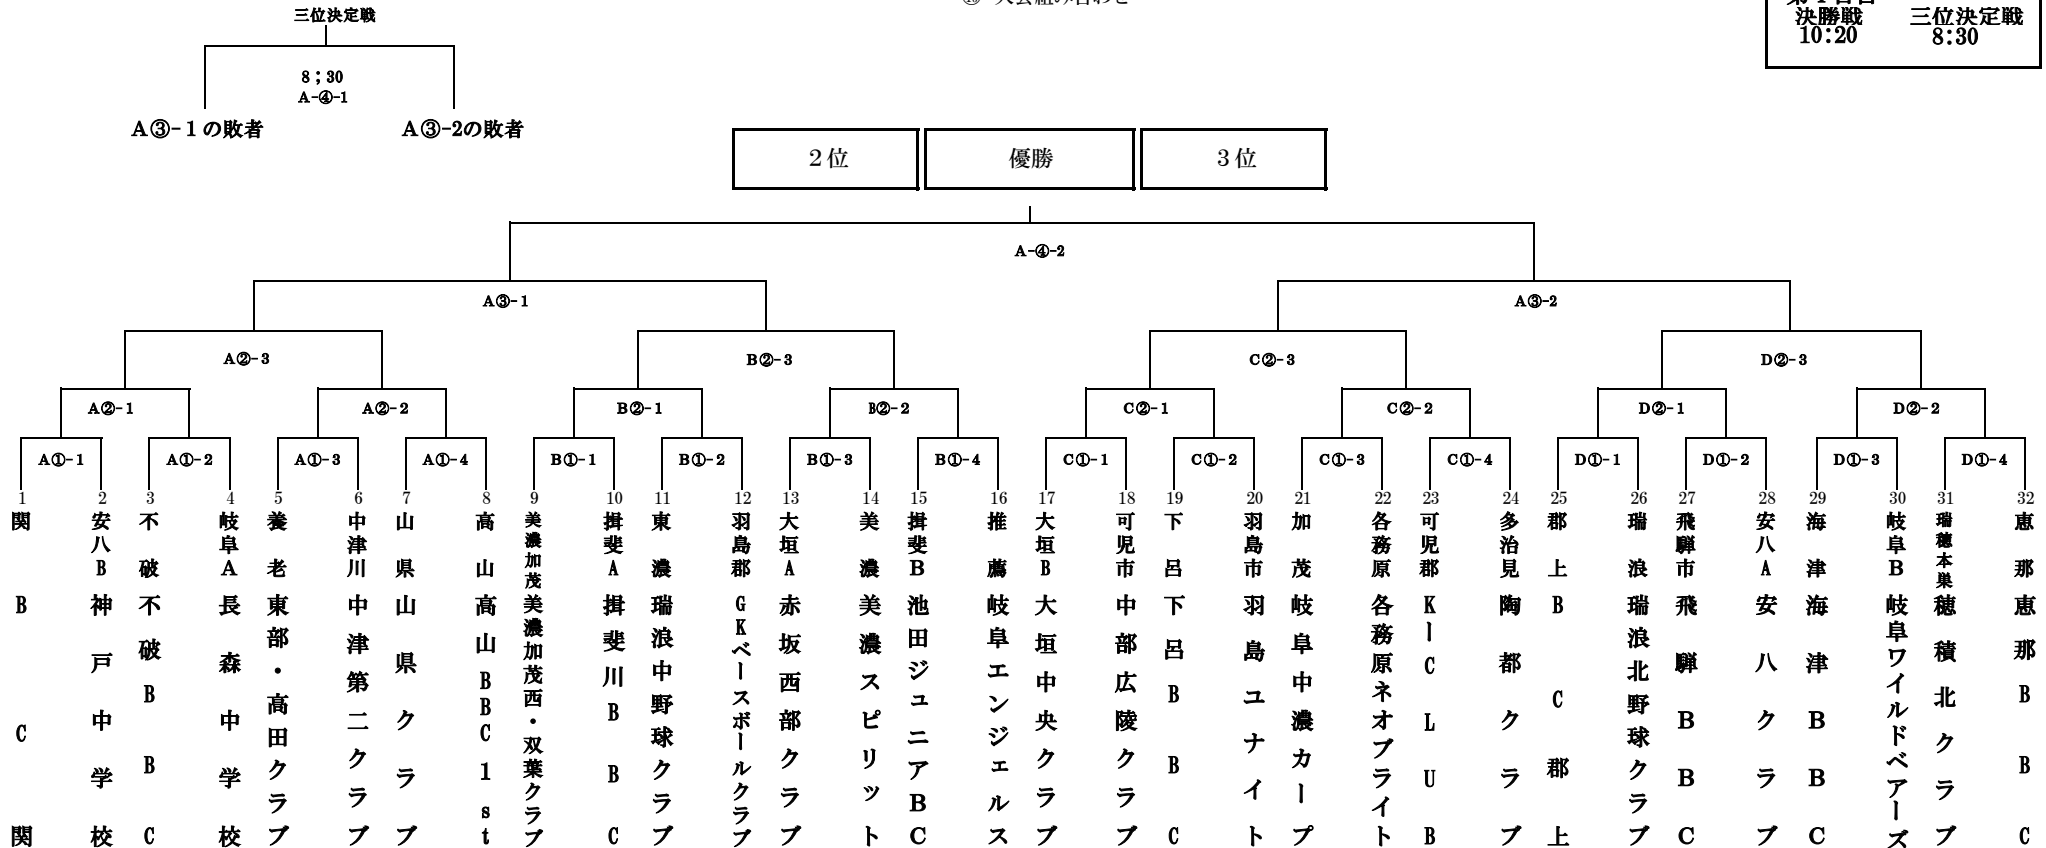 三位決定戦
8；30
A-④-1
A③-１の敗者
A③-2の敗者
決勝戦 三位決定戦
10:20 8:30
２位
優勝
３位
A-④-2
A③-1
A③-2
A②-3
B②-3
C②-3
D②-3
A②-1
A②-2
B②-1
B②-2
C②-1
C②-2
D②-1
D②-2
A①-1
A①-2
A①-3
A①-4
B①-1
B①-2
B①-3
B①-4
C①-1
C①-2
C①-3
C①-4
D①-1
D①-2
D①-3
D①-4
1 関 BC関
2 安八B 神戸中学校
3 不破 不破BBC
4 岐阜A 長森中学校
5 養老 東部・高田クラブ
6 中津川 中津第二クラブ
7 山県 山県クラブ
8 高山 高山BBC1st
9 美濃加茂 美濃加茂西・双葉クラブ
10 揖斐A 揖斐川BBC
11 東濃 瑞浪中野球クラブ
12 羽島郡 GKベースボールクラブ
13 大垣A 赤坂西部クラブ
14 美濃 美濃スピリット
15 揖斐B 池田ジュニアBC
16 推薦 岐阜エンジェルス
17 大垣B 大垣中央クラブ
18 可児市 中部広陵クラブ
19 下呂 下呂BBC
20 羽島市 羽島ユナイト
21 加茂 岐阜中濃カープ
22 各務原 各務原ネオブライト
23 可児郡 KーCLUB
24 多治見 陶都クラブ
25 郡上 BC郡上
26 瑞浪 瑞浪北野球クラブ
27 飛騨市 飛騨BBC
28 安八A 安八クラブ
29 海津 海津BBC
30 岐阜B 岐阜ワイルドベアーズ
31 瑞穂本巣 穂積北クラブ
32 恵那 恵那BBC